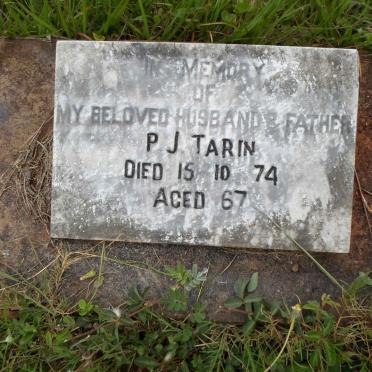 IN MEMORY
OF
MY BELOVED HUSBAND & FATHER
P J TARIN
DIED 15 10 74
AGED 67